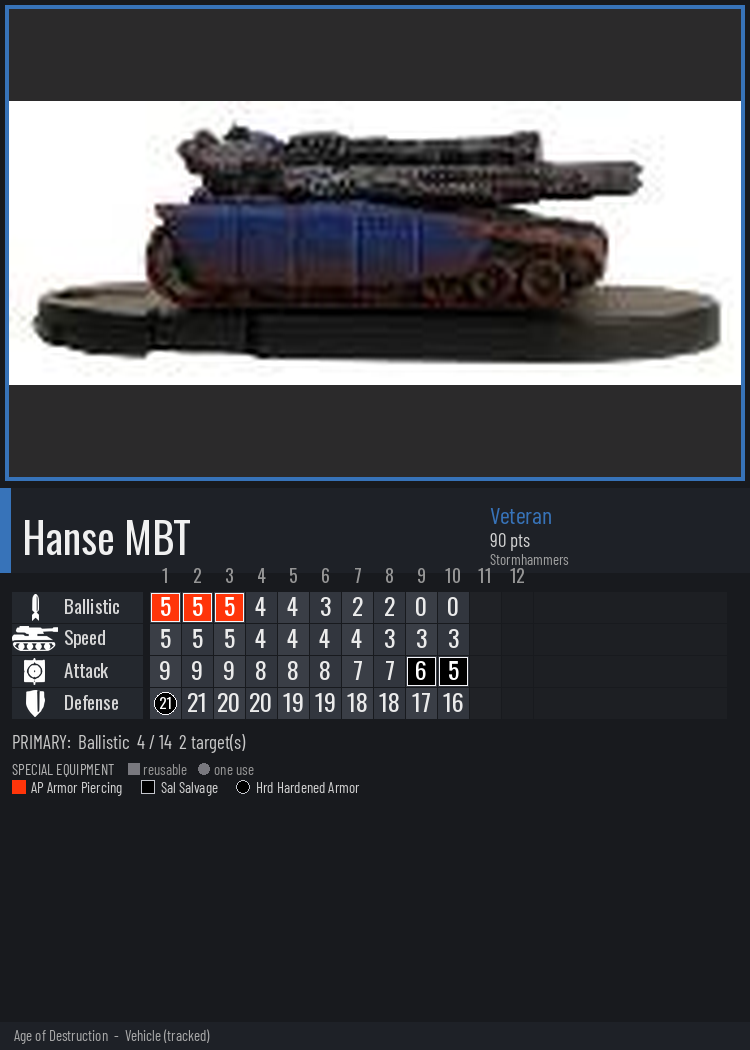 Hanse MBT
Veteran
90 pts
Stormhammers
1 2 3 4 5 6 7 8 9 10 11 12
Ballistic 5 5 5 4 4 3 2 2 0 0
Speed 5 5 5 4 4 4 4 3 3 3
Attack 9 9 9 8 8 8 7 7 6 5
Defense 21 21 20 20 19 19 18 18 17 16
PRIMARY: Ballistic 4 / 14 2 target(s)
SPECIAL EQUIPMENT reusable one use
AP Armor Piercing Sal Salvage Hrd Hardened Armor
Age of Destruction - Vehicle (tracked)